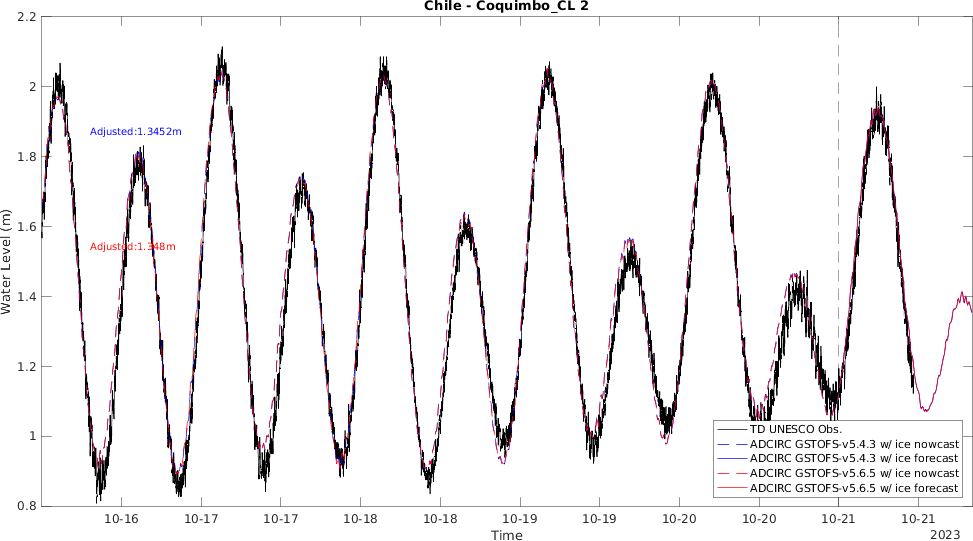 Chile - Coquimbo_CL 2
2.2
2
1.8
1.6
1.4
1.2
1
0.8
Water Level (m)
Adjusted:1.3452m
Adjusted:1.348m
TD UNESCO Obs.
ADCIRC GSTOFS-v5.4.3 w/ ice nowcast
ADCIRC GSTOFS-v5.4.3 w/ ice forecast
ADCIRC GSTOFS-v5.6.5 w/ ice nowcast
ADCIRC GSTOFS-v5.6.5 w/ ice forecast
10-16 10-17 10-17 10-18 10-18 10-19 10-19 10-20 10-20 10-21 10-21
Time
2023